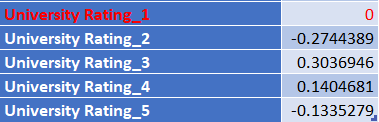 University Rating_1 0
University Rating_2 -0.2744389
University Rating_3 0.3036946
University Rating_4 0.1404681
University Rating_5 -0.1335279